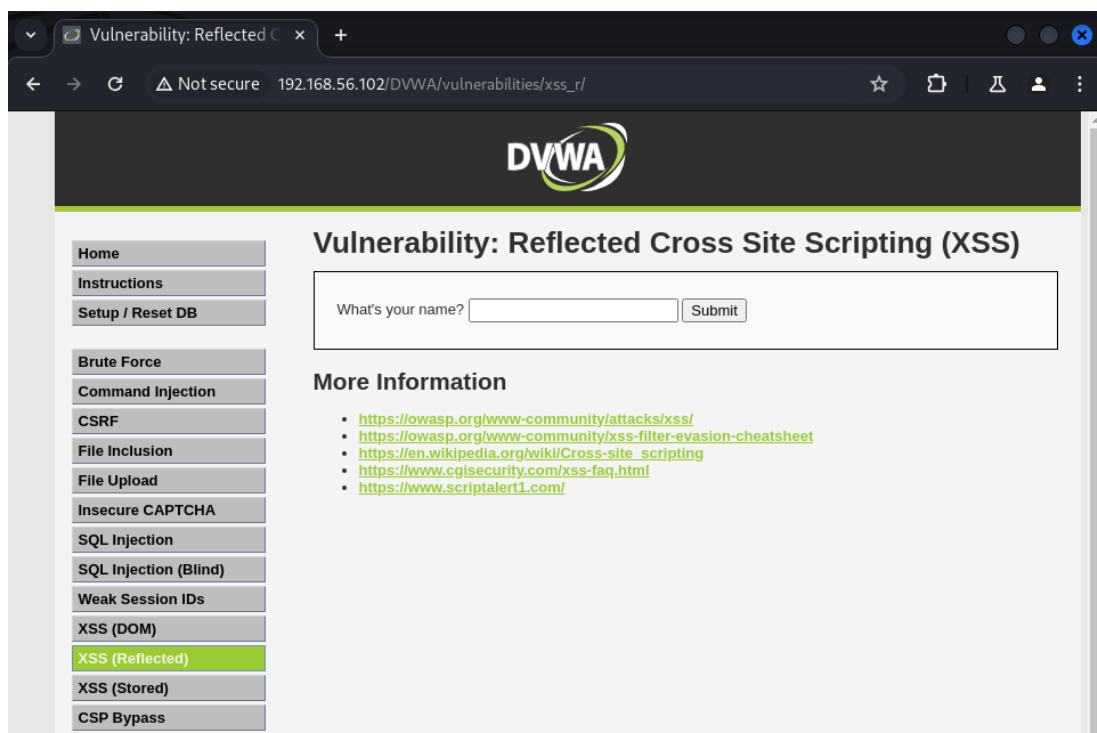 Vulnerability: Reflected C
Not secure 192.168.56.102/DVWA/vulnerabilities/xss_r/
DVWA
Home
Instructions
Setup / Reset DB
Brute Force
Command Injection
CSRF
File Inclusion
File Upload
Insecure CAPTCHA
SQL Injection
SQL Injection (Blind)
Weak Session IDs
XSS (DOM)
XSS (Reflected)
XSS (Stored)
CSP Bypass
Vulnerability: Reflected Cross Site Scripting (XSS)
What's your name? Submit
More Information
https://owasp.org/www-community/attacks/xss/
https://owasp.org/www-community/xss-filter-evasion-cheatsheet
https://en.wikipedia.org/wiki/Cross-site_scripting
https://www.cgisecurity.com/xss-faq.html
https://www.scriptalert1.com/